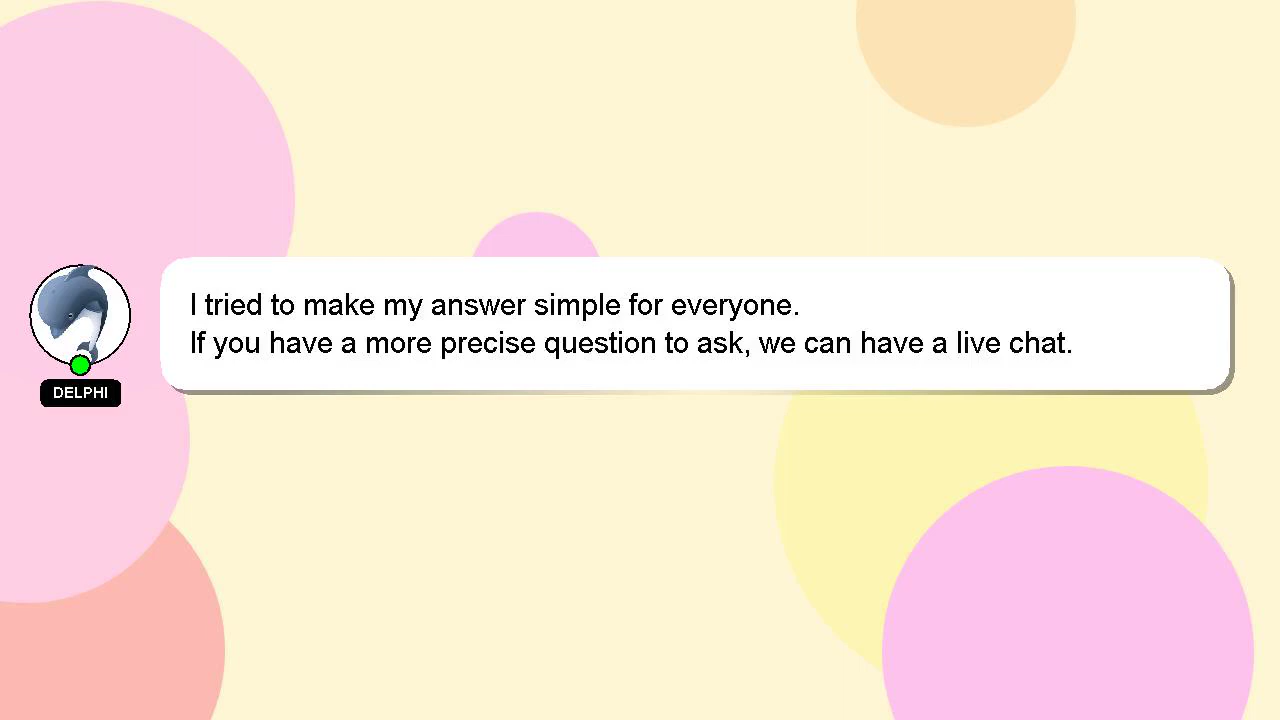 I tried to make my answer simple for everyone.
If you have a more precise question to ask, we can have a live chat.
DELPHI